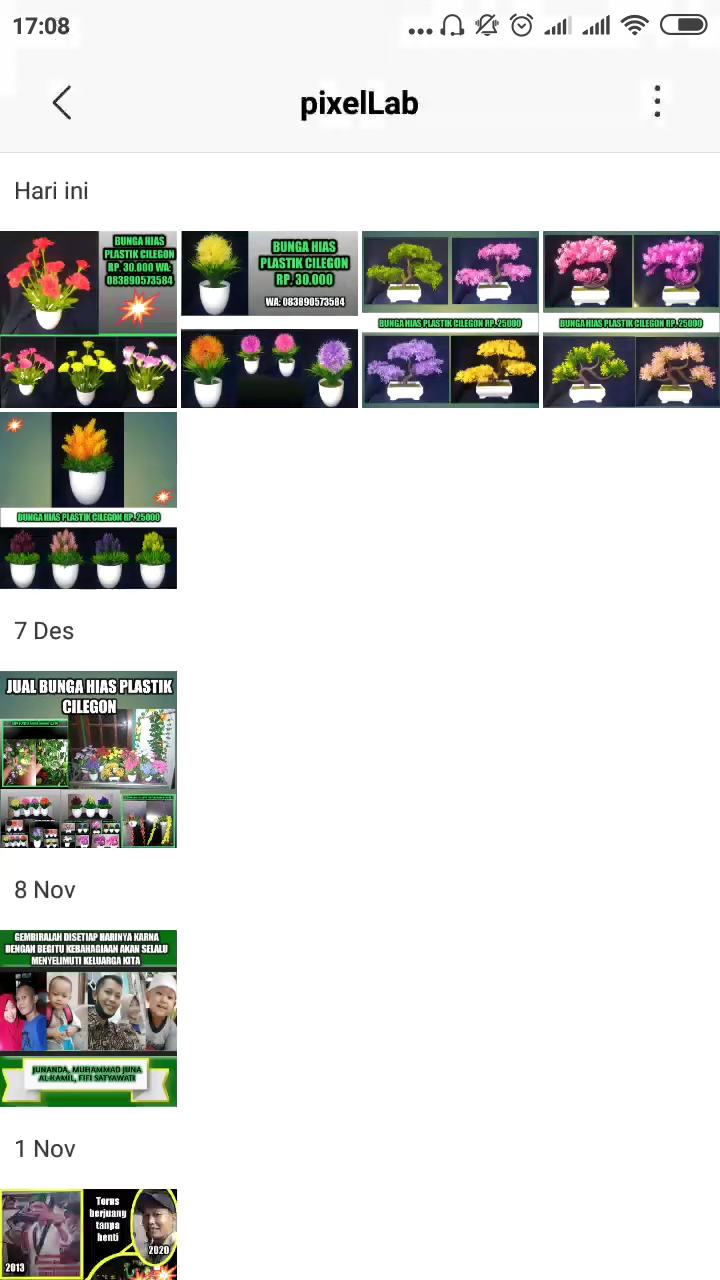 17:08
pixelLab
Hari ini
BUNGA HIAS
PLASTIK CILEGON
RP. 30.000 WA:
083890573584
BUNGA HIAS
PLASTIK CILEGON
RP. 30.000
WA: 083890573584
BUNGA HIAS PLASTIK CILEGON RP. 25000
BUNGA HIAS PLASTIK CILEGON RP. 25000
BUNGA HIAS PLASTIK CILEGON RP. 25000
7 Des
JUAL BUNGA HIAS PLASTIK
CILEGON
8 Nov
GEMBIRALAH DISETIAP HARINYA KARNA
DENGAN BEGITU KEBAHAGIAAN AKAN SELALU
MENYELIMUTI KELUARGA KITA
JUNANDA, MUHAMMAD JUNA
AL-KAMIL, FIFI SATYAWATI
1 Nov
Terus
berjuang
tanpa
henti
2013
2020